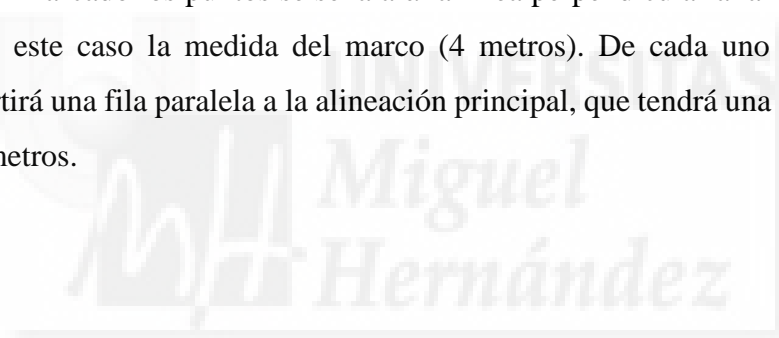 este caso la medida del marco (4 metros). De cada uno
tirá una fila paralela a la alineación principal, que tendrá una
metros.
UNIVERSITAS
Miguel
Hernández